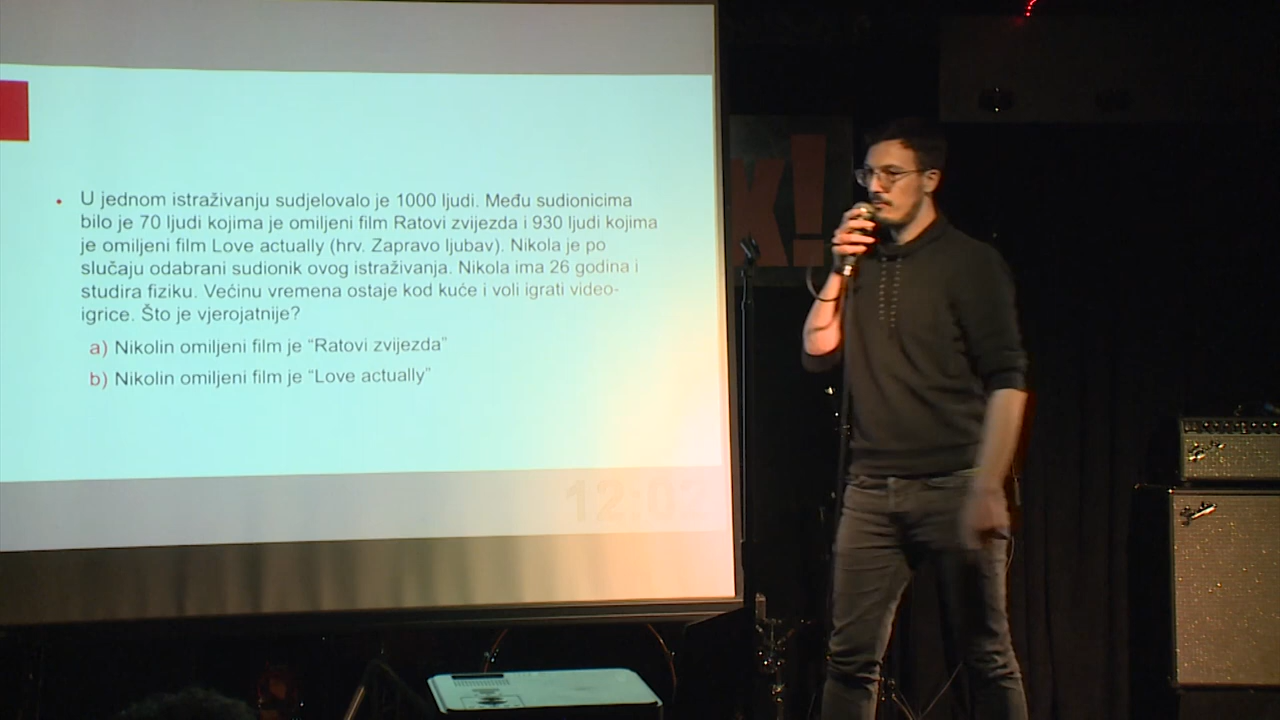 U jednom istraživanju sudjelovalo je 1000 ljudi. Među sudionicima
bilo je 70 ljudi kojima je omiljeni film Ratovi zvijezda i 930 ljudi kojima
je omiljeni film Love actually (hrv. Zapravo ljubav). Nikola je po
slučaju odabrani sudionik ovog istraživanja. Nikola ima 26 godina i
studira fiziku. Većinu vremena ostaje kod kuće i voli igrati video-
igrice. Što je vjerojatnije?
a) Nikolin omiljeni film je “Ratovi zvijezda”
b) Nikolin omiljeni film je “Love actually”
K!